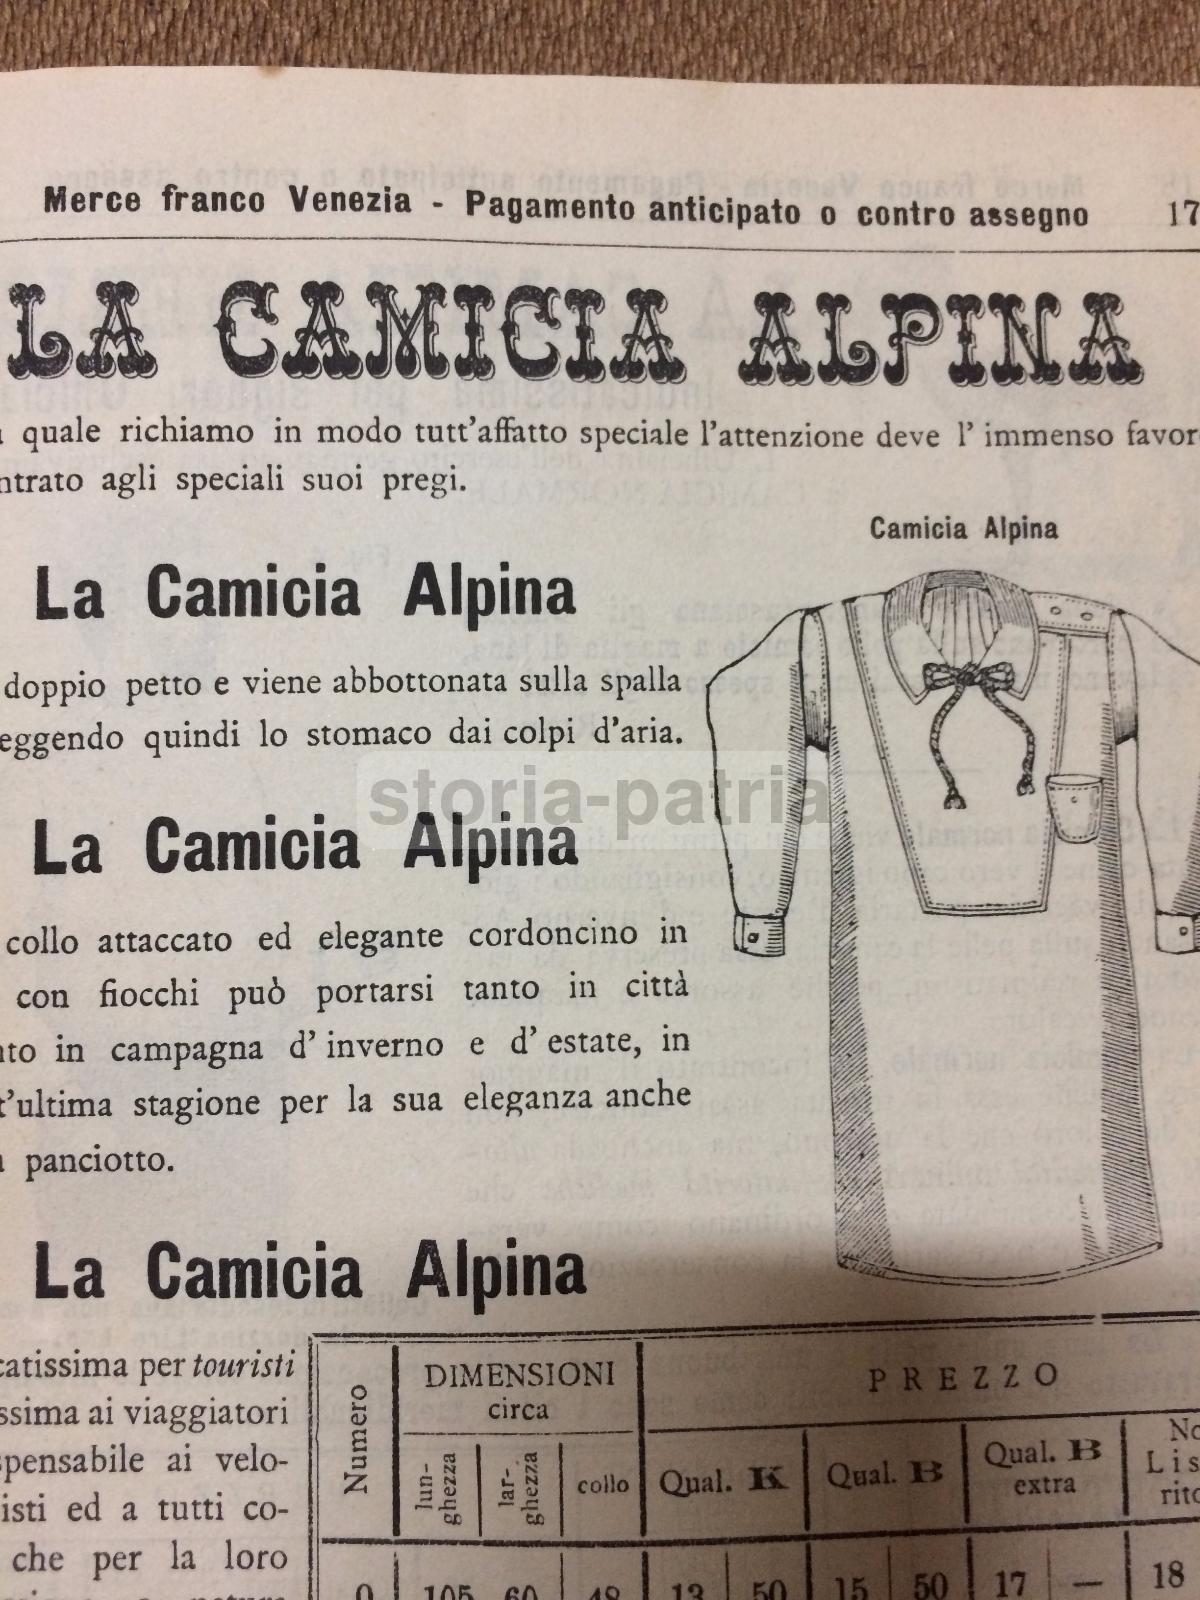 Merce franco Venezia - Pagamento anticipato o contro assegno 17
LA CAMICIA ALPINA
quale richiamo in modo tutt'affatto speciale l'attenzione deve l' immenso favor
ntrato agli speciali suoi pregi.
La Camicia Alpina
doppio petto e viene abbottonata sulla spalla
eggendo quindi lo stomaco dai colpi d'aria.
La Camicia Alpina
collo attaccato ed elegante cordoncino in
con fiocchi può portarsi tanto in città
nto in campagna d' inverno e d' estate, in
t'ultima stagione per la sua eleganza anche
panciotto.
Camicia Alpina
storia-patria
La Camicia Alpina
catissima per touristi
ssima ai viaggiatori
spensabile ai velo-
isti ed a tutti co-
che per la loro
Numero
DIMENSIONI
circa
lun-
ghezza
lar-
ghezza
collo
PREZZO
Qual. K
Qual. B
Qual. B
extra
No
Lis
rito
0 105 60 48 13 50 15 50 17 — 18